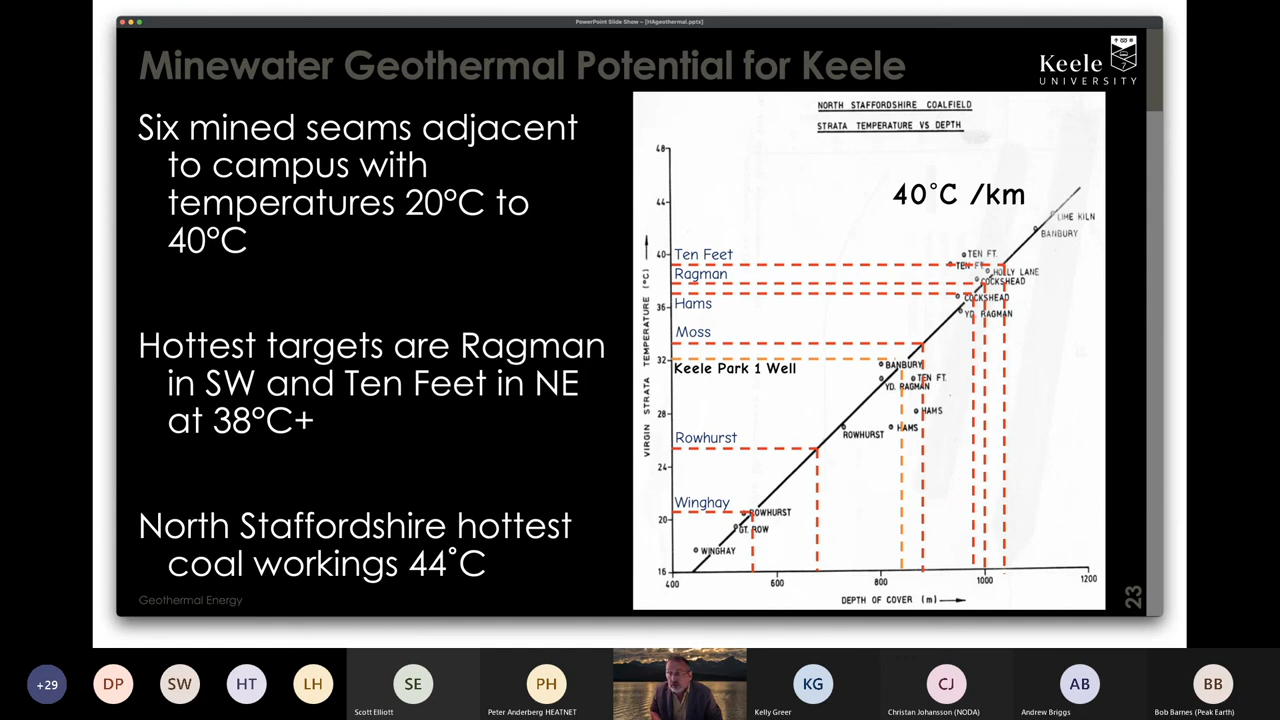 PowerPoint Slide Show – [HAgeothermal.pptx]
Minewater Geothermal Potential for Keele
Keele
UNIVERSITY
Six mined seams adjacent
to campus with
temperatures 20°C to
40°C
Hottest targets are Ragman
in SW and Ten Feet in NE
at 38°C+
North Staffordshire hottest
coal workings 44˚C
Geothermal Energy
23
NORTH STAFFORDSHIRE COALFIELD
STRATA TEMPERATURE VS DEPTH
40°C /km
VIRGIN STRATA TEMPERATURE (°C)
48
44
40
36
32
28
24
20
16
Ten Feet
Ragman
Hams
Moss
Keele Park 1 Well
Rowhurst
Winghay
LIME KILN
BANBURY
TEN FT.
TEN FT
HOLLY LANE
COCKSHEAD
COCKSHEAD
YD. RAGMAN
BANBURY
TEN FT.
YD. RAGMAN
HAMS
HAMS
ROWHURST
ROWHURST
GT. ROW
WINGHAY
400
600
800
1000
1200
DEPTH OF COVER (m)
+29
DP
SW
HT
LH
SE
Scott Elliott
PH
Peter Anderberg HEATNET
KG
Kelly Greer
CJ
Christan Johansson (NODA)
AB
Andrew Briggs
BB
Bob Barnes (Peak Earth)